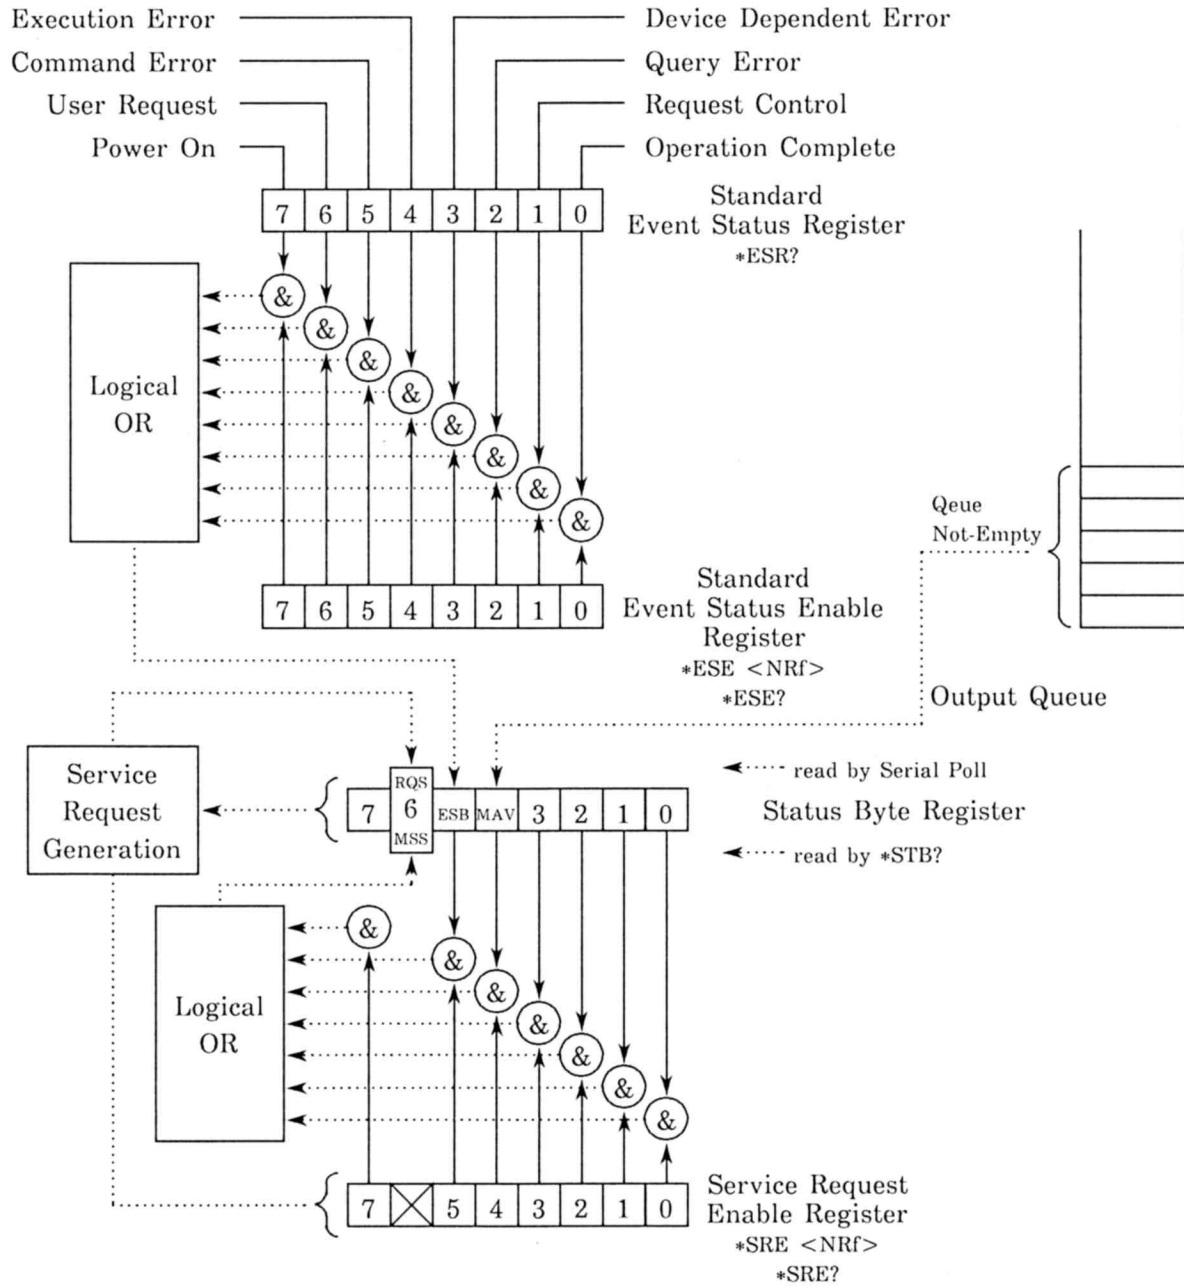 Execution Error
Device Dependent Error
Command Error
Query Error
User Request
Request Control
Power On
Operation Complete
7 6 5 4 3 2 1 0
Standard
Event Status Register
*ESR?
&
&
&
&
&
&
&
&
Logical
OR
Qeue
Not-Empty
7 6 5 4 3 2 1 0
Standard
Event Status Enable
Register
*ESE <NRf>
*ESE?
Output Queue
Service
Request
Generation
RQS
7 6 ESB MAV 3 2 1 0
MSS
read by Serial Poll
Status Byte Register
read by *STB?
&
&
&
&
&
&
&
Logical
OR
7 5 4 3 2 1 0
Service Request
Enable Register
*SRE <NRf>
*SRE?